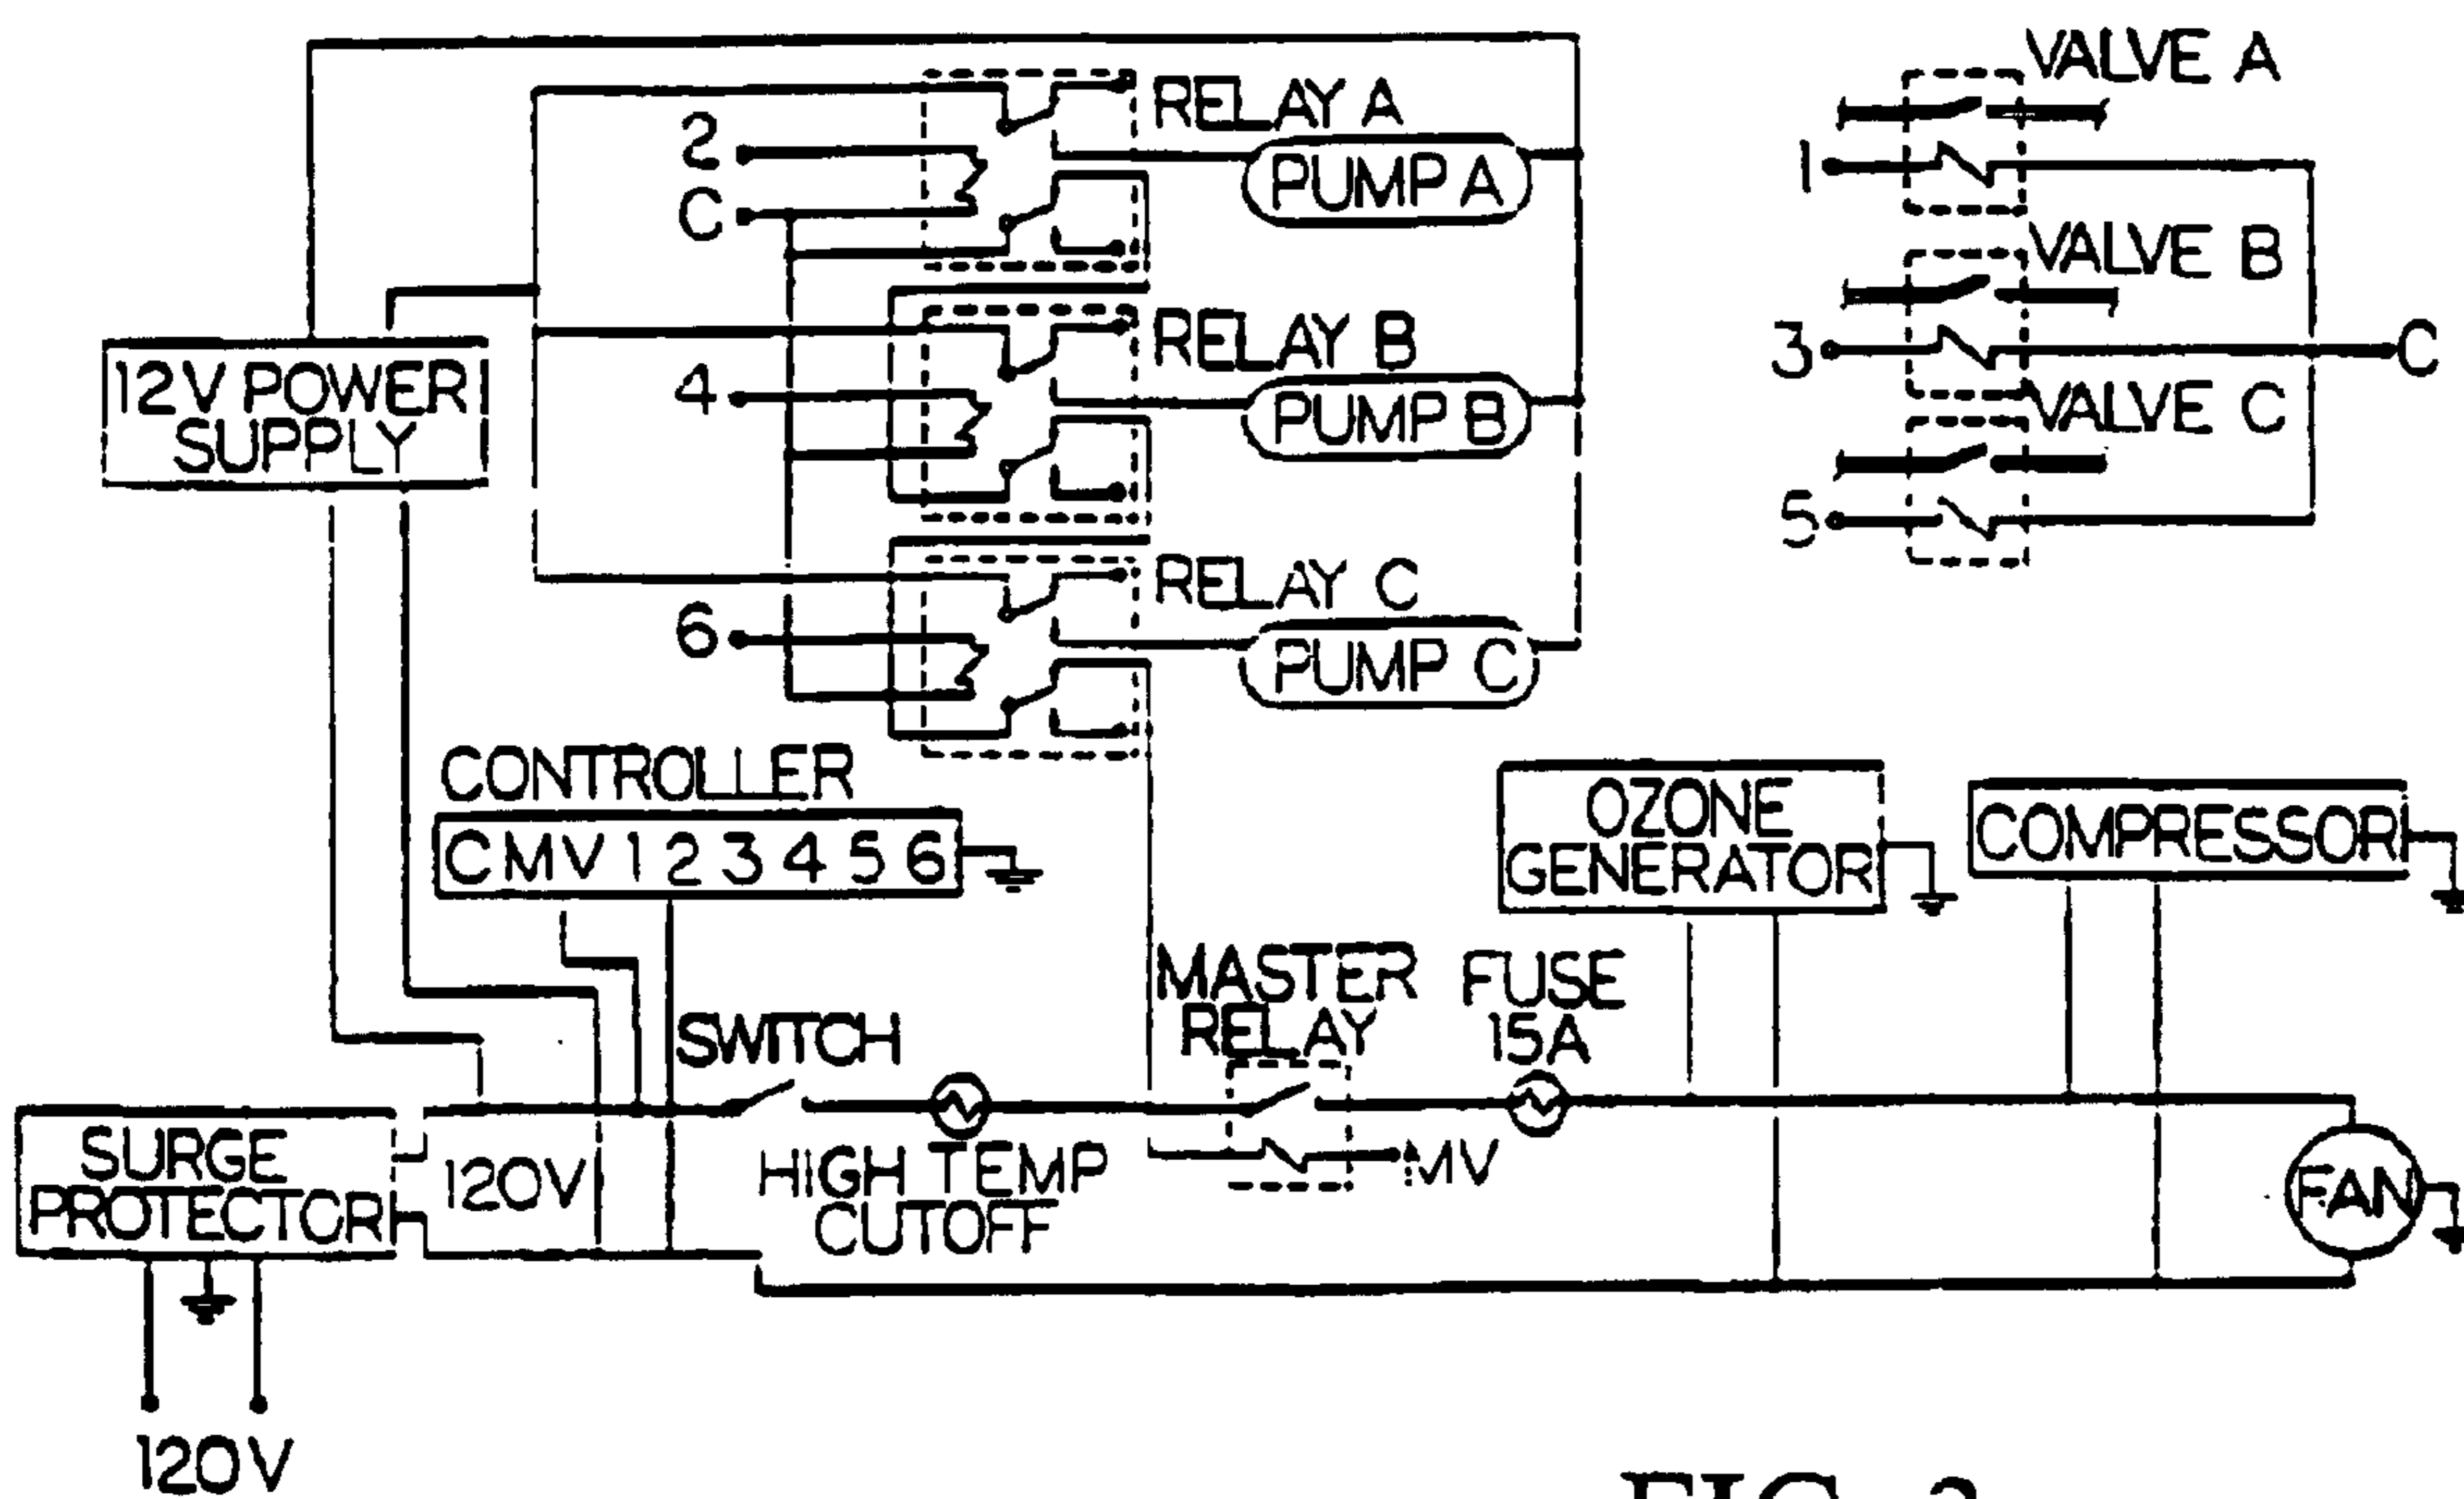 VALVE A
RELAY A
2
PUMP A
1
C
VALVE B
RELAY B
12V POWER
SUPPLY
4
PUMP B
3
C
VALVE C
5
RELAY C
6
PUMP C
CONTROLLER
C MV 1 2 3 4 5 6
OZONE
GENERATOR
COMPRESSOR
MASTER
RELAY
FUSE
15A
SWITCH
SURGE
PROTECTOR
120V
HIGH TEMP
CUTOFF
MV
FAN
120V